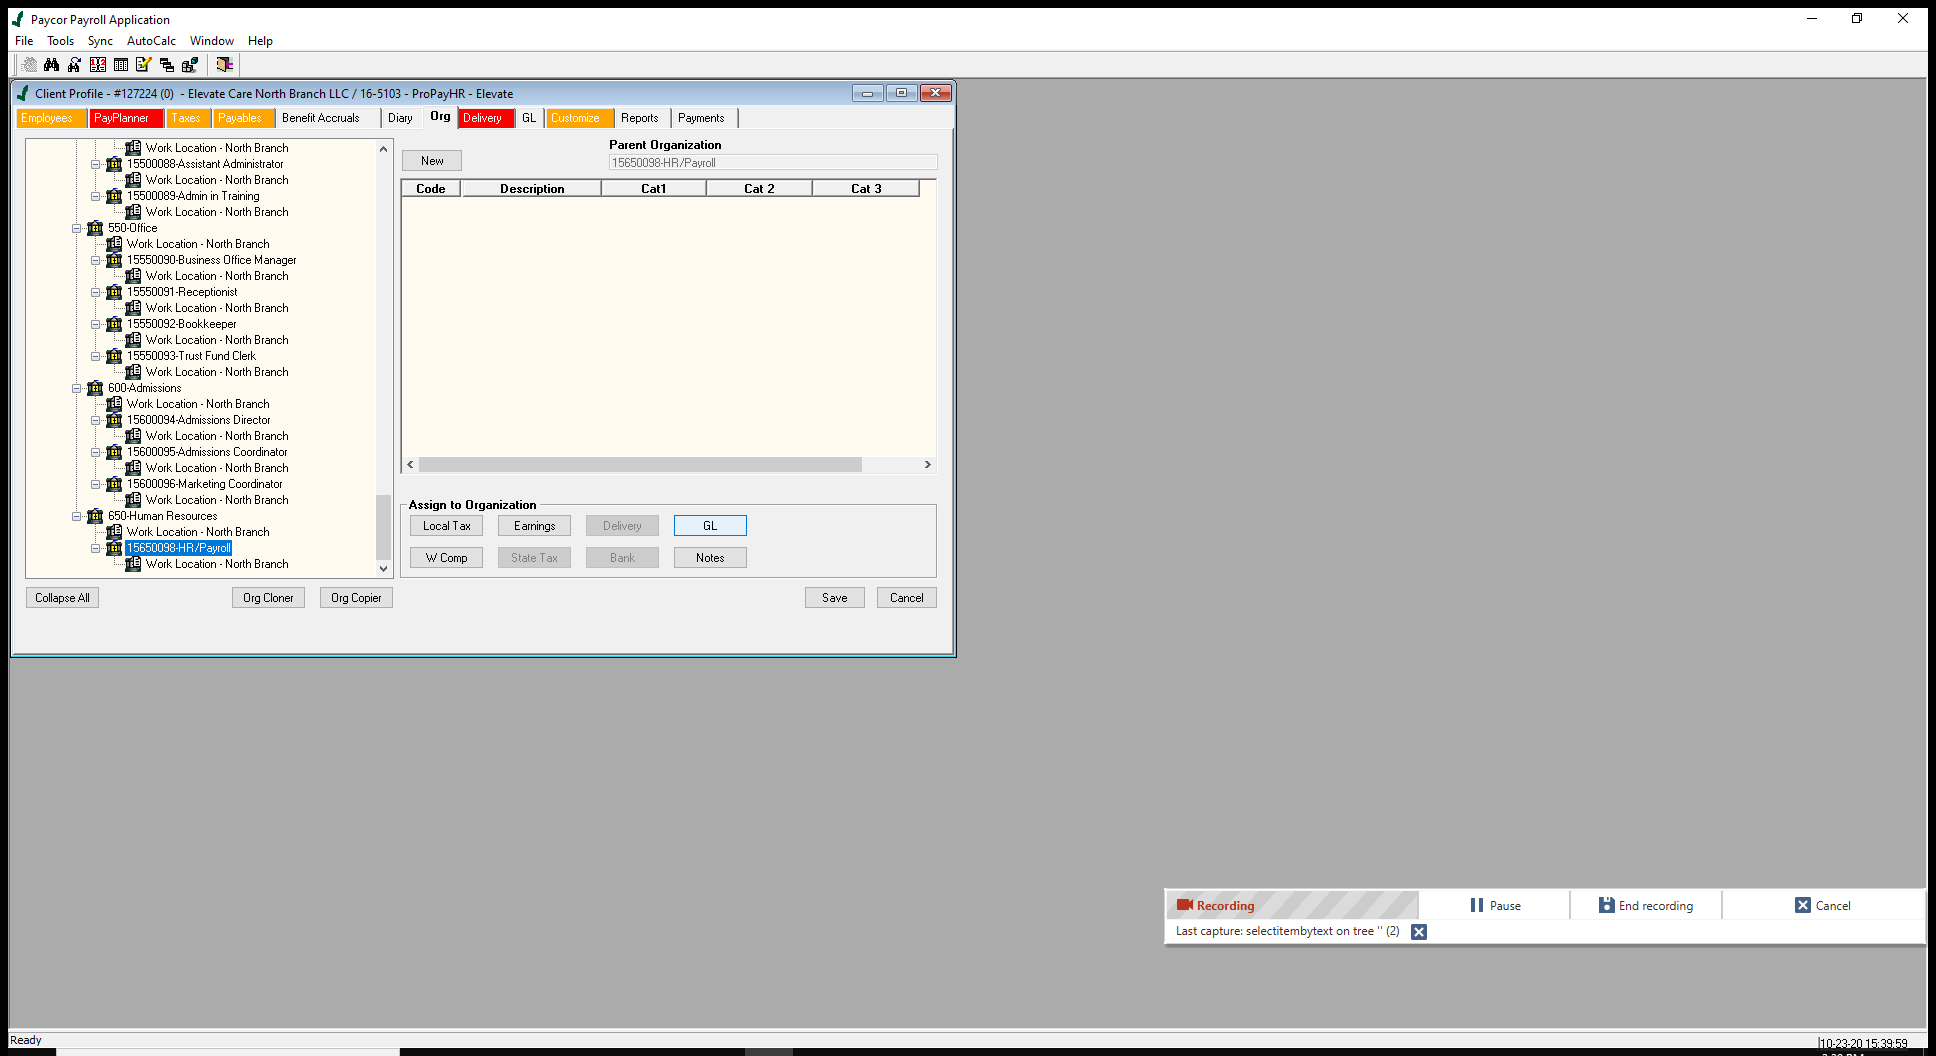 Paycor Payroll Application
File Tools Sync AutoCalc Window Help
Client Profile - #127224 (0) - Elevate Care North Branch LLC / 16-5103 - ProPayHR - Elevate
Employees PayPlanner Taxes Payables Benefit Accruals Diary Org Delivery GL Customize Reports Payments
Work Location - North Branch
15500088-Assistant Administrator
Work Location - North Branch
15500089-Admin in Training
Work Location - North Branch
550-Office
Work Location - North Branch
15550090-Business Office Manager
Work Location - North Branch
15550091-Receptionist
Work Location - North Branch
15550092-Bookkeeper
Work Location - North Branch
15550093-Trust Fund Clerk
Work Location - North Branch
600-Admissions
Work Location - North Branch
15600094-Admissions Director
Work Location - North Branch
15600095-Admissions Coordinator
Work Location - North Branch
15600096-Marketing Coordinator
Work Location - North Branch
650-Human Resources
Work Location - North Branch
15650098-HR/Payroll
Work Location - North Branch
Collapse All Org Cloner Org Copier
New
Parent Organization
15650098-HR/Payroll
Code Description Cat1 Cat 2 Cat 3
Assign to Organization
Local Tax Earnings Delivery GL
W Comp State Tax Bank Notes
Save Cancel
Recording Pause End recording Cancel
Last capture: selectitembytext on tree '' (2)
Ready
10-23-20 15:39:59